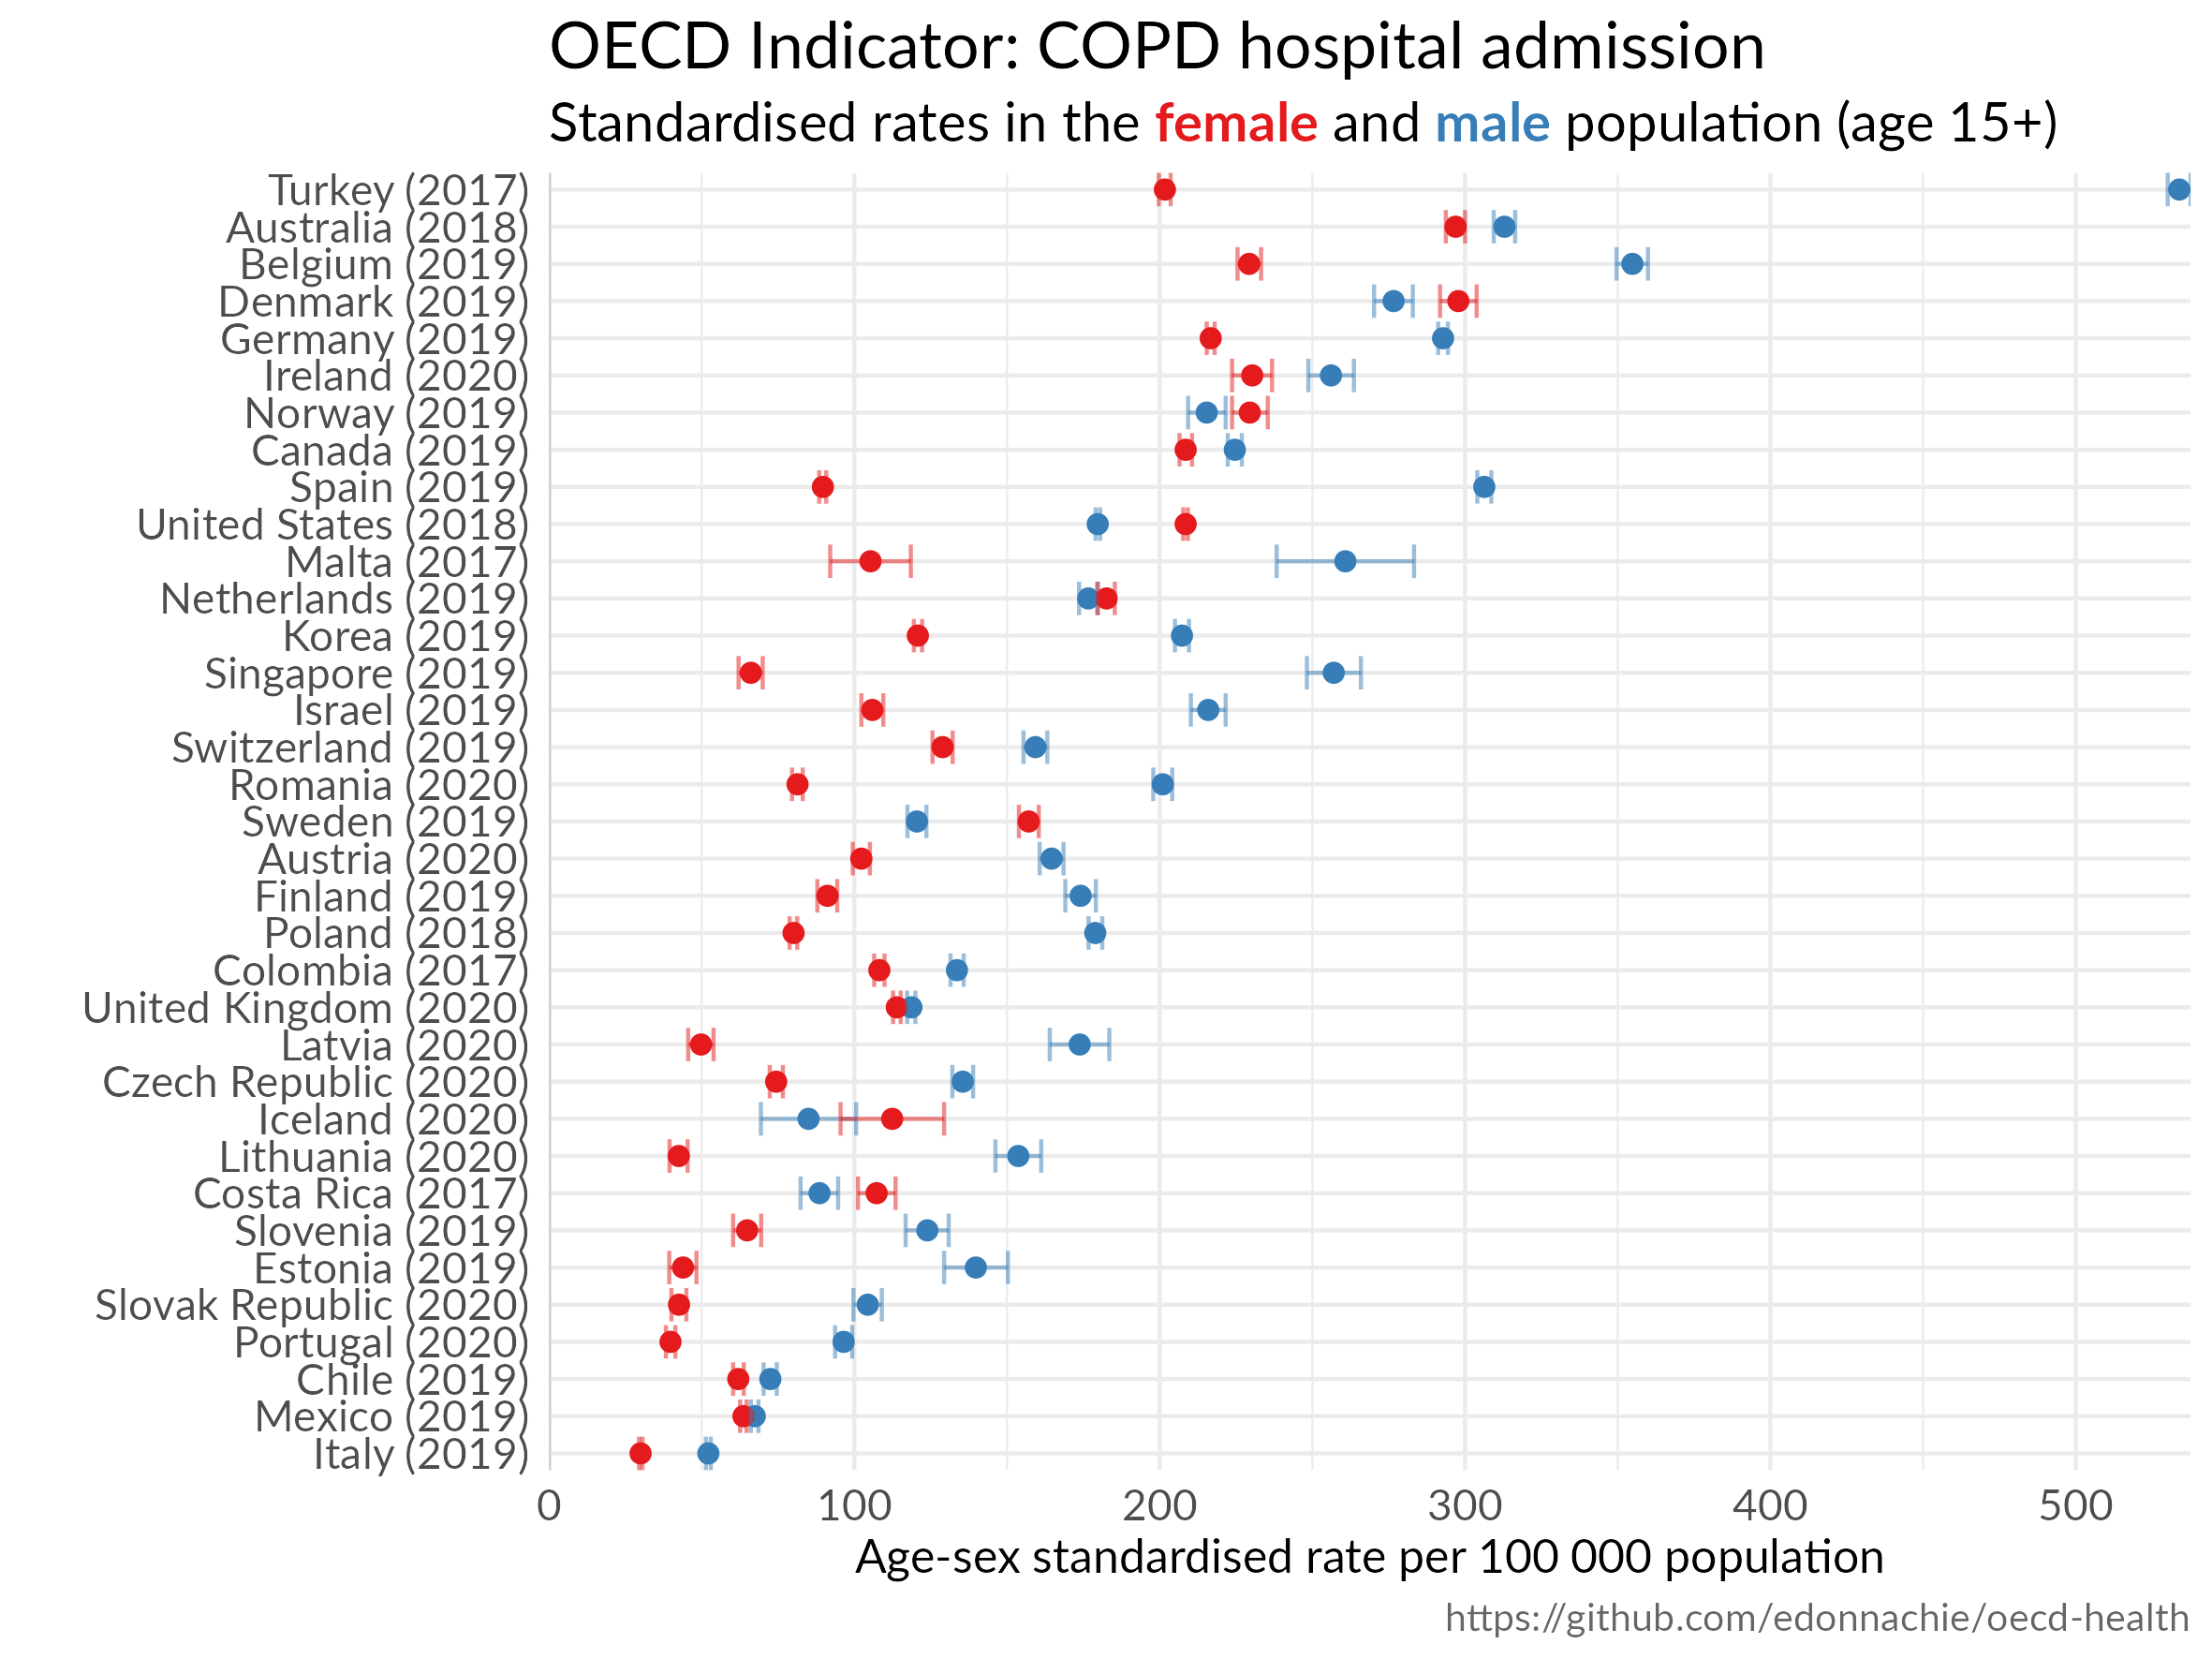 OECD Indicator: COPD hospital admission
Standardised rates in the female and male population (age 15+)
Turkey (2017)
Australia (2018)
Belgium (2019)
Denmark (2019)
Germany (2019)
Ireland (2020)
Norway (2019)
Canada (2019)
Spain (2019)
United States (2018)
Malta (2017)
Netherlands (2019)
Korea (2019)
Singapore (2019)
Israel (2019)
Switzerland (2019)
Romania (2020)
Sweden (2019)
Austria (2020)
Finland (2019)
Poland (2018)
Colombia (2017)
United Kingdom (2020)
Latvia (2020)
Czech Republic (2020)
Iceland (2020)
Lithuania (2020)
Costa Rica (2017)
Slovenia (2019)
Estonia (2019)
Slovak Republic (2020)
Portugal (2020)
Chile (2019)
Mexico (2019)
Italy (2019)
0 100 200 300 400 500
Age-sex standardised rate per 100 000 population
https://github.com/edonnachie/oecd-health